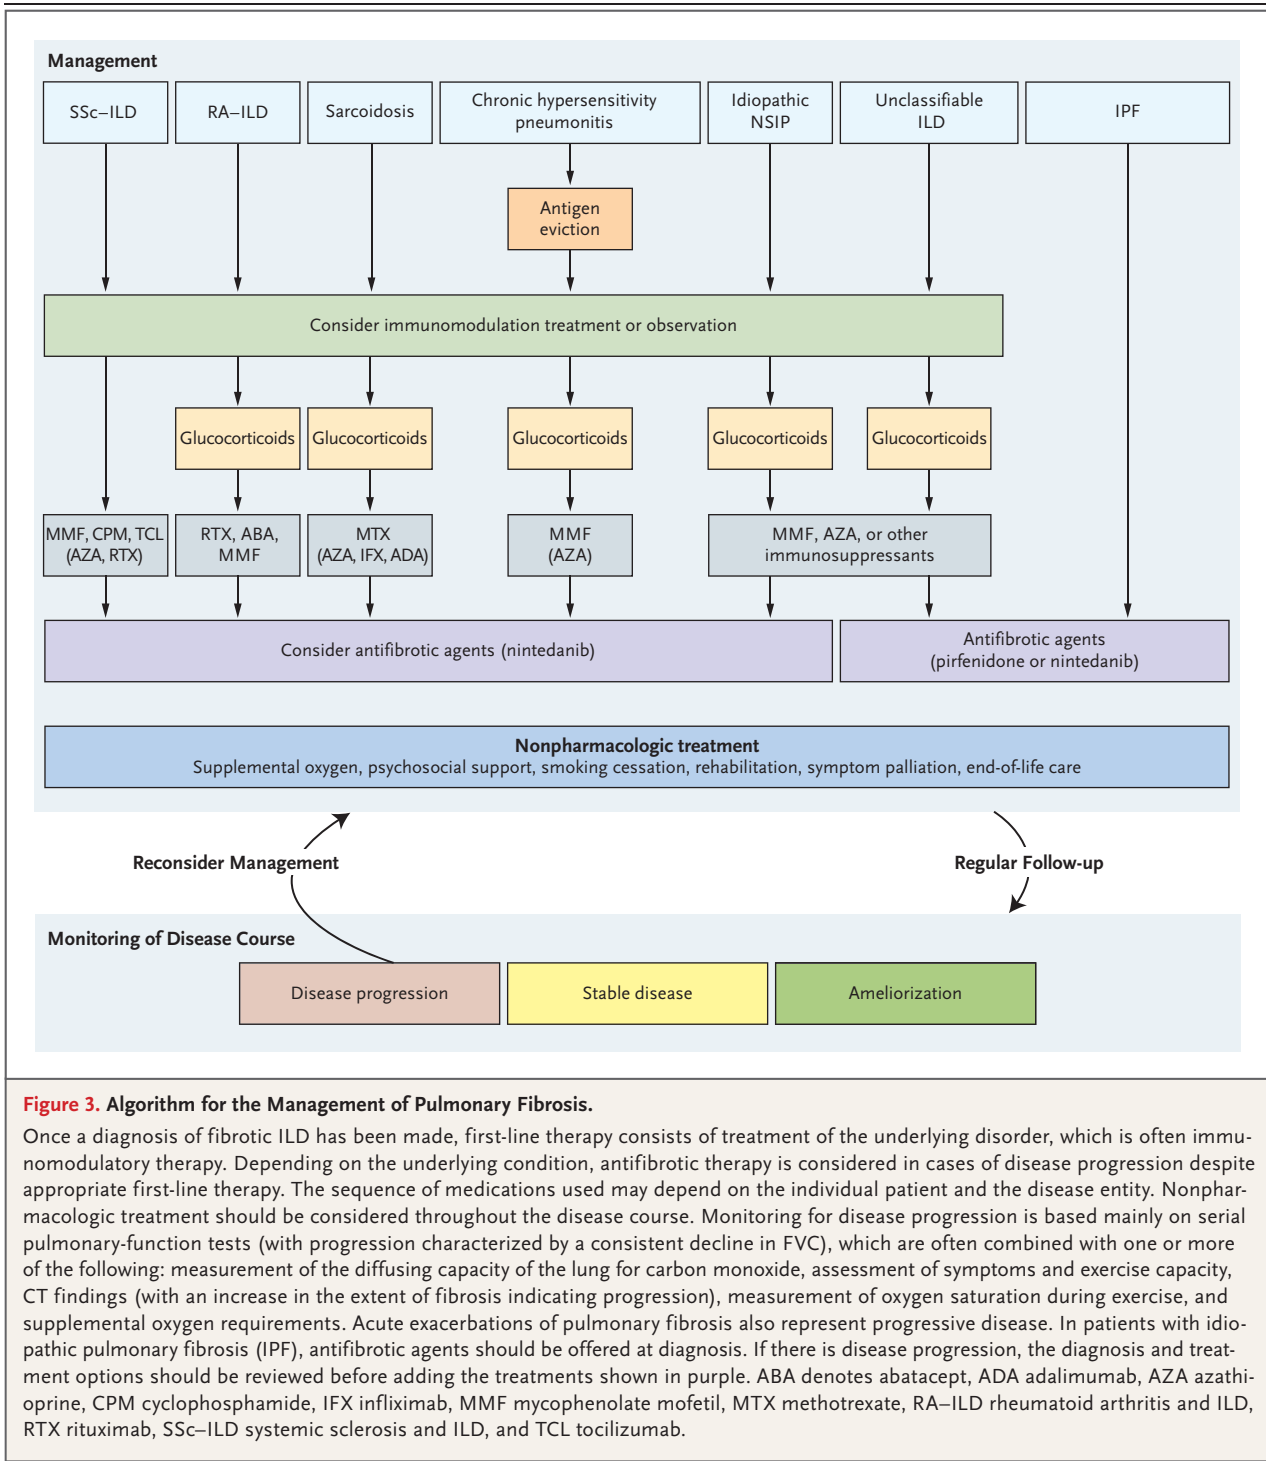 Management
SSc–ILD
RA–ILD
Sarcoidosis
Chronic hypersensitivity
pneumonitis
Idiopathic
NSIP
Unclassifiable
ILD
IPF
Antigen
eviction
Consider immunomodulation treatment or observation
Glucocorticoids
Glucocorticoids
Glucocorticoids
Glucocorticoids
Glucocorticoids
MMF, CPM, TCL
(AZA, RTX)
RTX, ABA,
MMF
MTX
(AZA, IFX, ADA)
MMF
(AZA)
MMF, AZA, or other
immunosuppressants
Consider antifibrotic agents (nintedanib)
Antifibrotic agents
(pirfenidone or nintedanib)
Nonpharmacologic treatment
Supplemental oxygen, psychosocial support, smoking cessation, rehabilitation, symptom palliation, end-of-life care
Reconsider Management
Regular Follow-up
Monitoring of Disease Course
Disease progression
Stable disease
Ameliorization
Figure 3. Algorithm for the Management of Pulmonary Fibrosis.
Once a diagnosis of fibrotic ILD has been made, first-line therapy consists of treatment of the underlying disorder, which is often immu-
nomodulatory therapy. Depending on the underlying condition, antifibrotic therapy is considered in cases of disease progression despite
appropriate first-line therapy. The sequence of medications used may depend on the individual patient and the disease entity. Nonphar-
macologic treatment should be considered throughout the disease course. Monitoring for disease progression is based mainly on serial
pulmonary-function tests (with progression characterized by a consistent decline in FVC), which are often combined with one or more
of the following: measurement of the diffusing capacity of the lung for carbon monoxide, assessment of symptoms and exercise capacity,
CT findings (with an increase in the extent of fibrosis indicating progression), measurement of oxygen saturation during exercise, and
supplemental oxygen requirements. Acute exacerbations of pulmonary fibrosis also represent progressive disease. In patients with idio-
pathic pulmonary fibrosis (IPF), antifibrotic agents should be offered at diagnosis. If there is disease progression, the diagnosis and treat-
ment options should be reviewed before adding the treatments shown in purple. ABA denotes abatacept, ADA adalimumab, AZA azathi-
oprine, CPM cyclophosphamide, IFX infliximab, MMF mycophenolate mofetil, MTX methotrexate, RA–ILD rheumatoid arthritis and ILD,
RTX rituximab, SSc–ILD systemic sclerosis and ILD, and TCL tocilizumab.